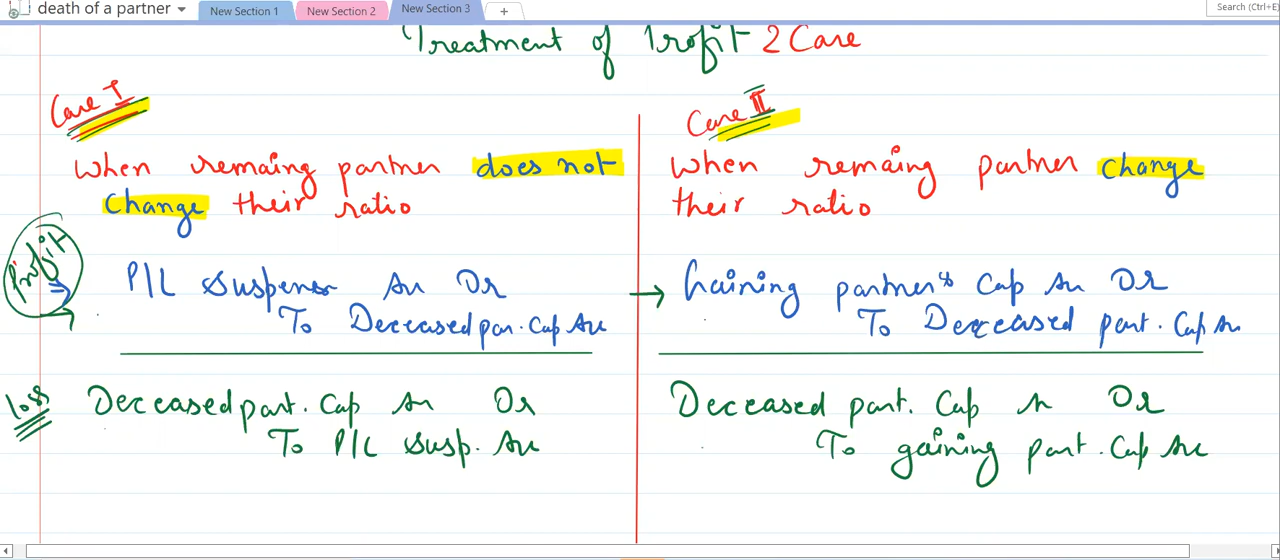 death of a partner
New Section 1
New Section 2
New Section 3
+
Search (Ctrl+E)
Treatment of Profit 2 Case
Case I
When remaing partner does not
change their ratio
Profit
P/L Suspense A/c Dr
To Deceased par. Cap A/c
loss
Deceased part. Cap A/c Dr
To P/L Susp. A/c
Case II
When remaing partner change
their ratio
→ Gaining partner's Cap A/c Dr
To Deceased part. Cap A/c
Deceased part. Cap A/c Dr
To gaining part. Cap A/c